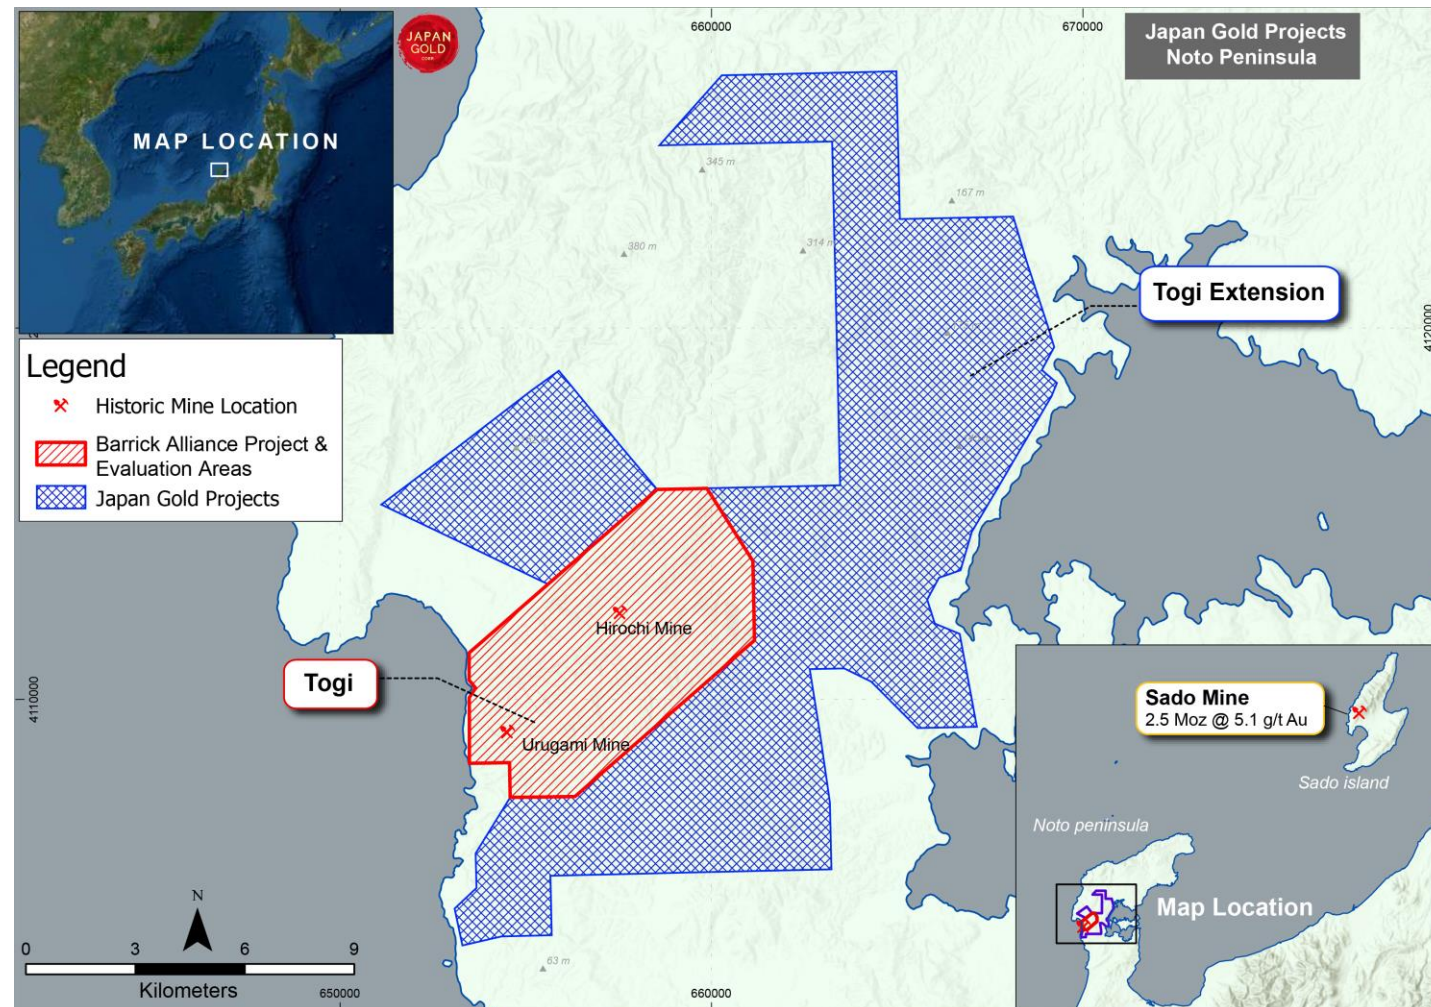 JAPAN
GOLD
CORP.
660000
670000
Japan Gold Projects
Noto Peninsula
MAP LOCATION
345 m
167 m
380 m
314 m
Togi Extension
4120000
Legend
Historic Mine Location
Barrick Alliance Project &
Evaluation Areas
Japan Gold Projects
Hirochi Mine
Togi
4110000
Urugami Mine
Sado Mine
2.5 Moz @ 5.1 g/t Au
Sado island
Noto peninsula
Map Location
N
0 3 6 9
Kilometers
63 m
650000
660000